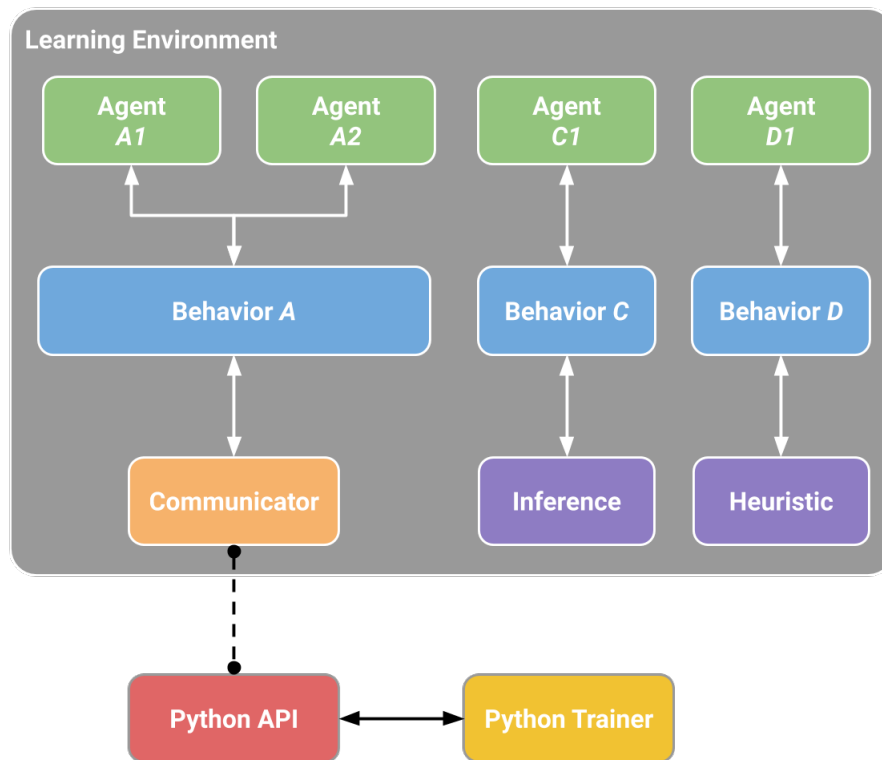 Learning Environment
Agent
A1
Agent
A2
Agent
C1
Agent
D1
Behavior A
Behavior C
Behavior D
Communicator
Inference
Heuristic
Python API
Python Trainer